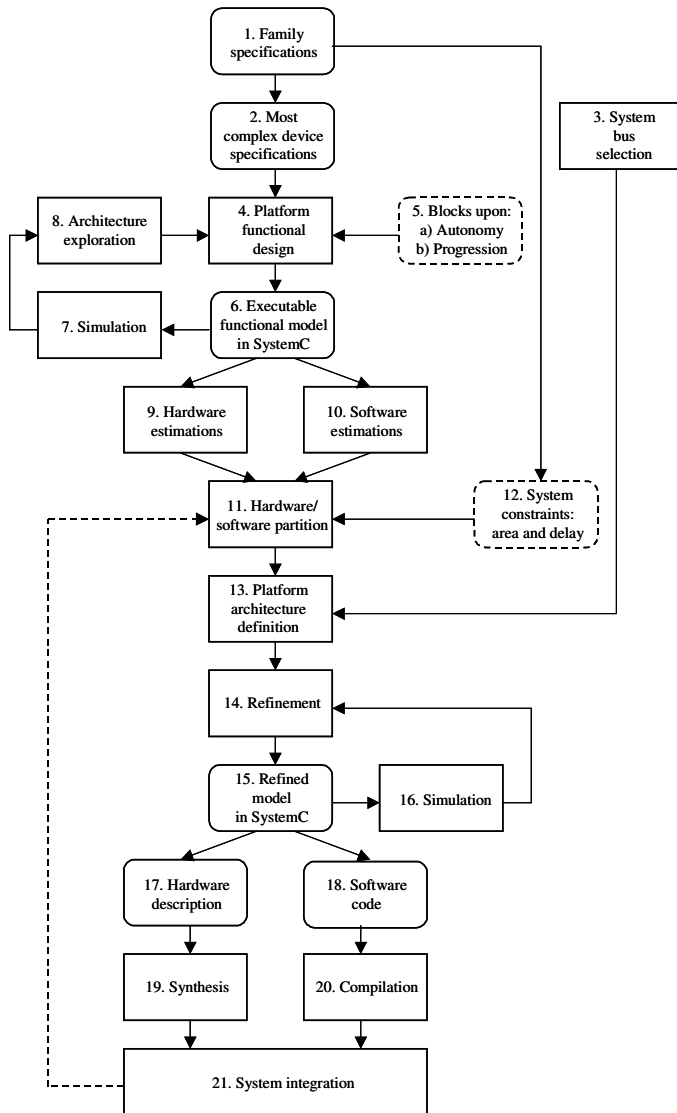 1. Family
specifications
2. Most
complex device
specifications
3. System
bus
selection
4. Platform
functional
design
5. Blocks upon:
a) Autonomy
b) Progression
6. Executable
functional model
in SystemC
7. Simulation
8. Architecture
exploration
9. Hardware
estimations
10. Software
estimations
11. Hardware/
software partition
12. System
constraints:
area and delay
13. Platform
architecture
definition
14. Refinement
15. Refined
model
in SystemC
16. Simulation
17. Hardware
description
18. Software
code
19. Synthesis
20. Compilation
21. System integration